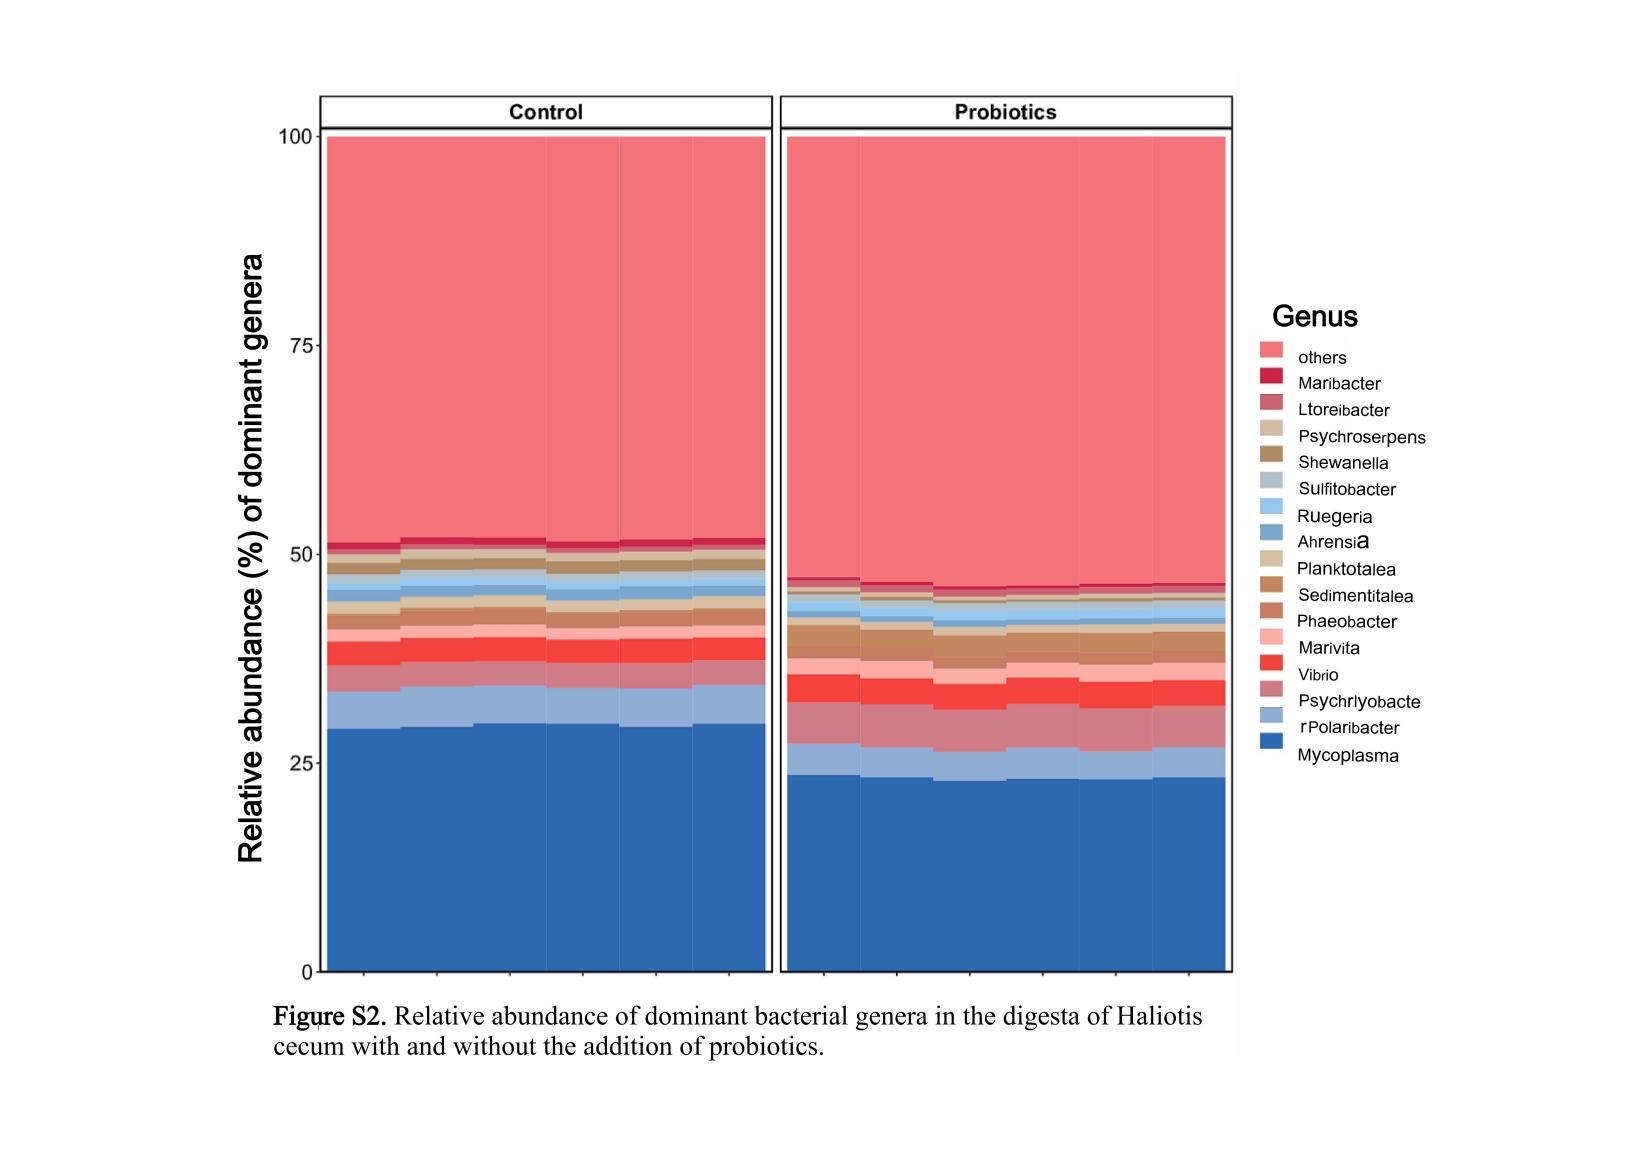 Control
Probiotics
100
75
50
25
0
Relative abundance (%) of dominant genera
Genus
others
Maribacter
Ltoreibacter
Psychroserpens
Shewanella
Sulfitobacter
Ruegeria
Ahrensia
Planktotalea
Sedimentitalea
Phaeobacter
Marivita
Vibrio
Psychrlyobacte
rPolaribacter
Mycoplasma
Figure S2. Relative abundance of dominant bacterial genera in the digesta of Haliotis
cecum with and without the addition of probiotics.